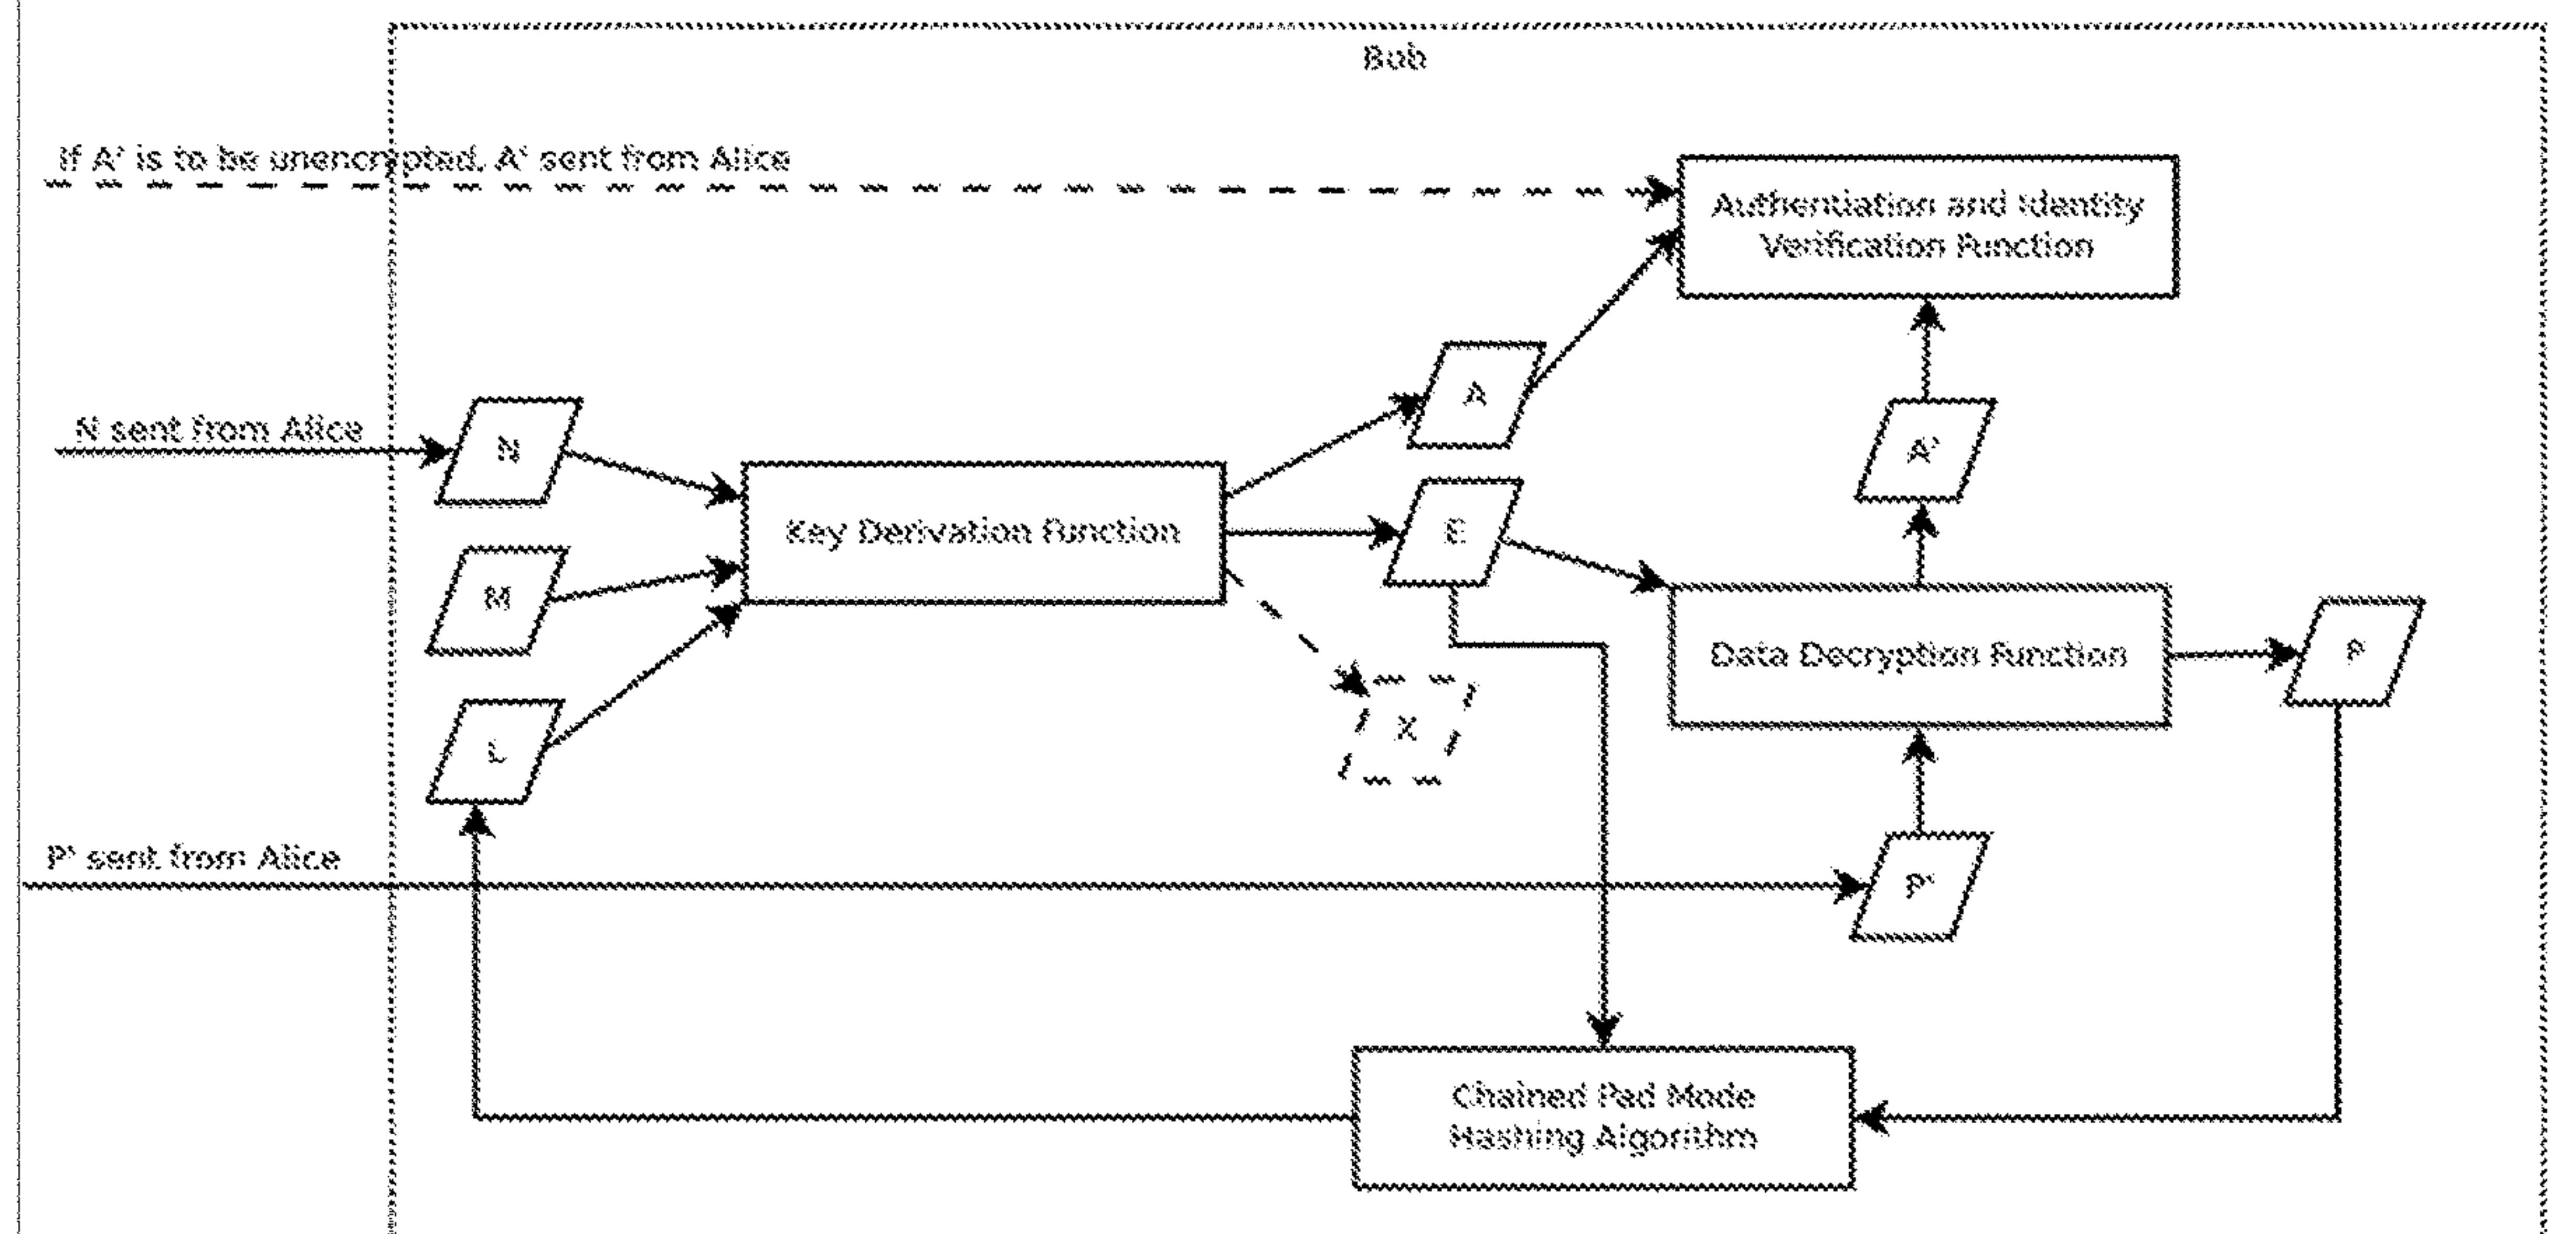 Bob
If A' is to be unencrypted, A' sent from Alice
Authentiation and Identity
Verification Function
A
N sent from Alice
N
A'
Key Derivation Function
E
M
Data Decryption Function
P
X
L
P' sent from Alice
P'
Chained Pad Mode
Hashing Algorithm